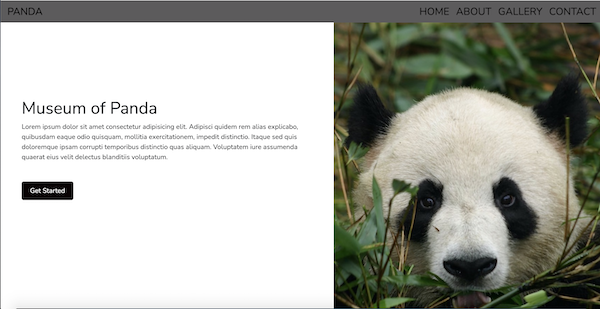 PANDA
HOME ABOUT GALLERY CONTACT
Museum of Panda
Lorem ipsum dolor sit amet consectetur adipisicing elit. Adipisci quidem rem alias explicabo,
quibusdam eaque odio quisquam, mollitia exercitationem, impedit distinctio. Itaque sed quis
doloremque ipsam corrupti temporibus distinctio quas aliquam. Voluptatem iure assumenda
quaerat eius velit delectus blanditiis voluptatum.
Get Started